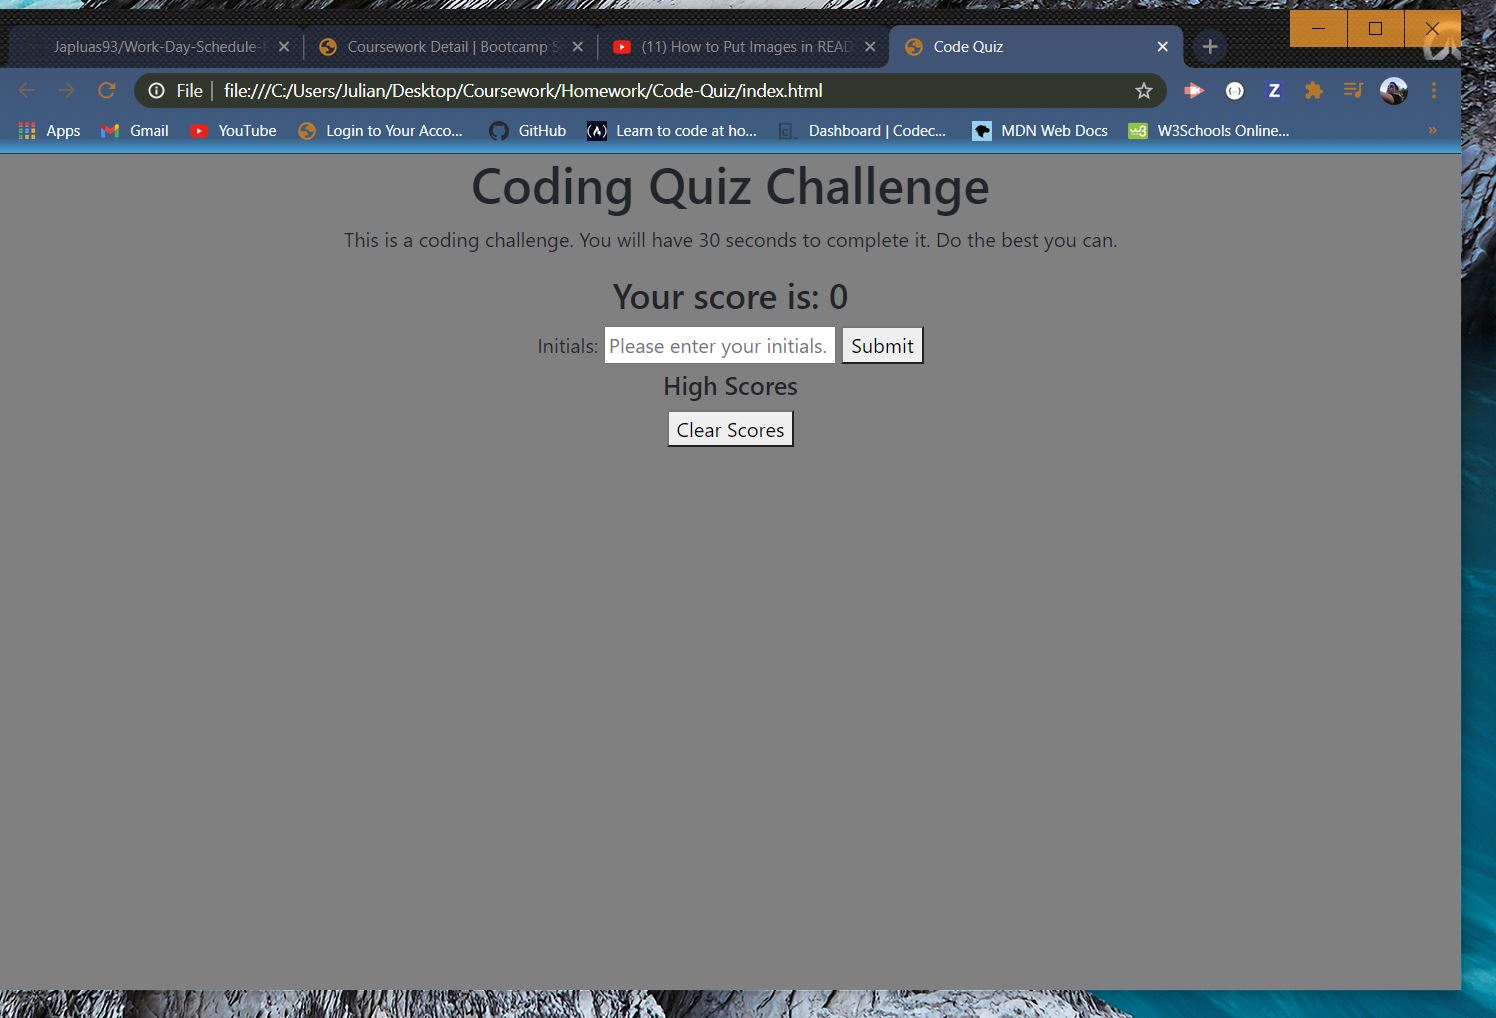 Japluas93/Work-Day-Schedule-
Coursework Detail | Bootcamp S
(11) How to Put Images in READ
Code Quiz
File
file:///C:/Users/Julian/Desktop/Coursework/Homework/Code-Quiz/index.html
Z
Apps
Gmail
YouTube
Login to Your Acco...
GitHub
Learn to code at ho...
Dashboard | Codec...
MDN Web Docs
W3Schools Online...
Coding Quiz Challenge
This is a coding challenge. You will have 30 seconds to complete it. Do the best you can.
Your score is: 0
Initials: Please enter your initials. Submit
High Scores
Clear Scores